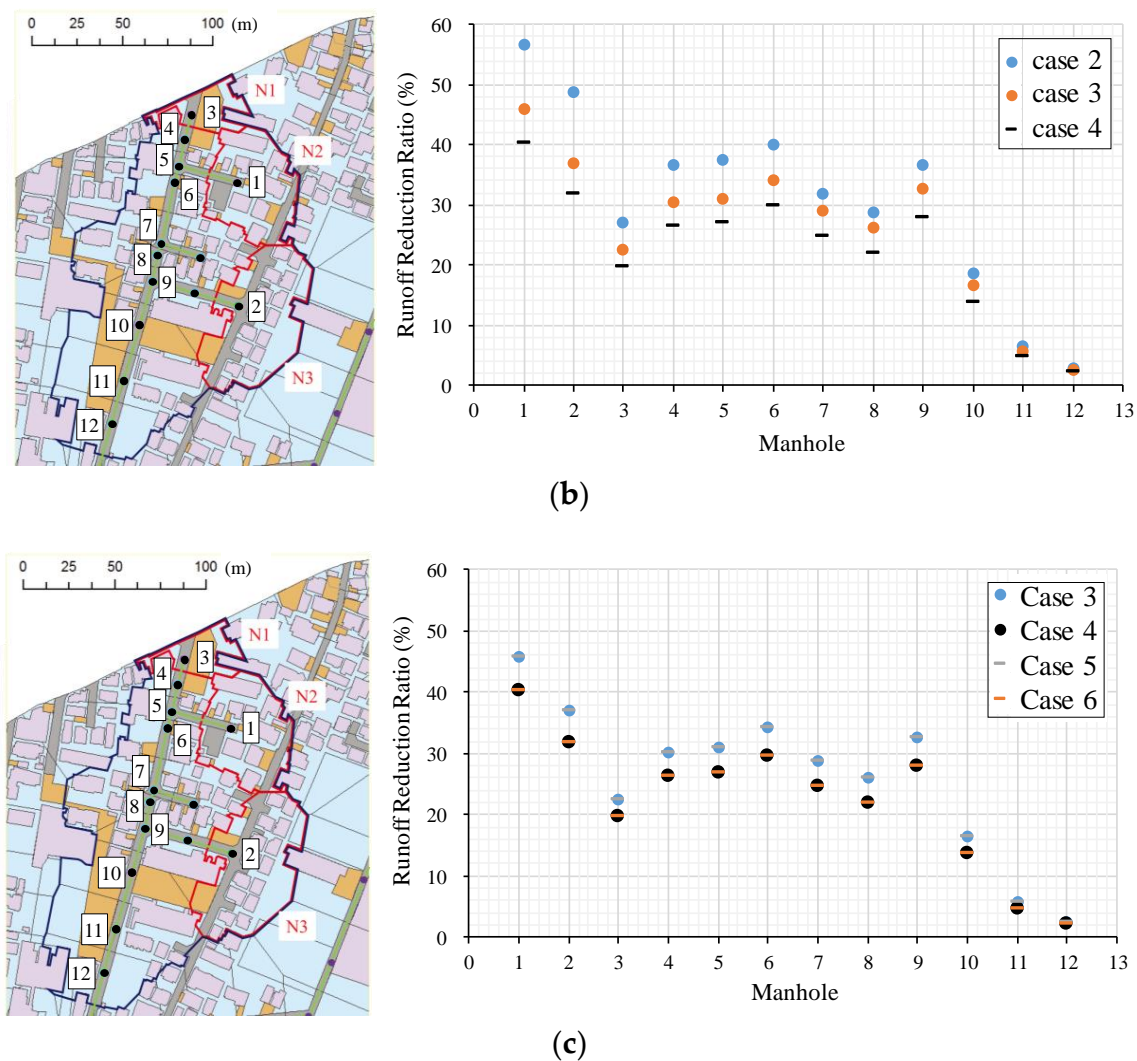 0 25 50 100 (m)
N1
3
4
N2
5
1
6
7
8
9
2
10
N3
11
12
60
50
40
30
20
10
0
Runoff Reduction Ratio (%)
case 2
case 3
case 4
0 1 2 3 4 5 6 7 8 9 10 11 12 13
Manhole
(b)
0 25 50 100 (m)
N1
3
4
N2
5
1
6
7
8
9
2
10
N3
11
12
60
50
40
30
20
10
0
Runoff Reduction Ratio (%)
Case 3
Case 4
Case 5
Case 6
0 1 2 3 4 5 6 7 8 9 10 11 12 13
Manhole
(c)